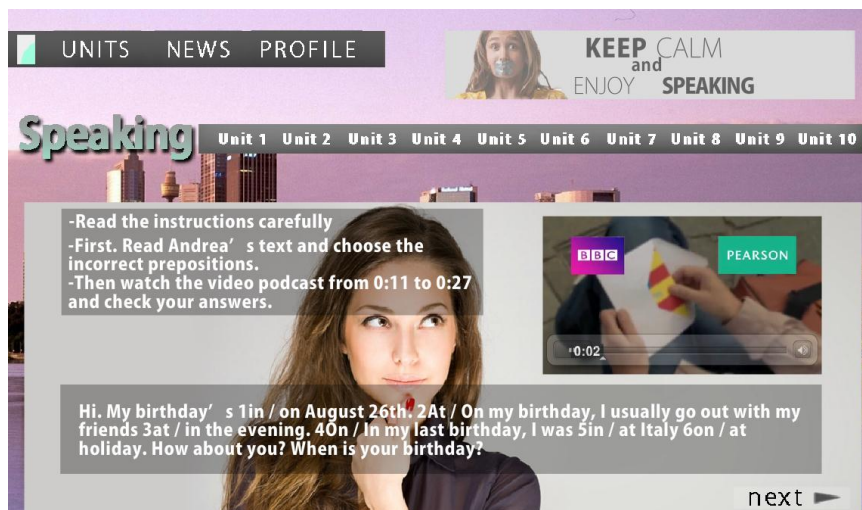 UNITS NEWS PROFILE
KEEP CALM
and
ENJOY SPEAKING
Speaking
Unit 1 Unit 2 Unit 3 Unit 4 Unit 5 Unit 6 Unit 7 Unit 8 Unit 9 Unit 10
-Read the instructions carefully
-First. Read Andrea′ s text and choose the
incorrect prepositions.
-Then watch the video podcast from 0:11 to 0:27
and check your answers.
BBC
PEARSON
0:02
Hi. My birthday′ s 1in / on August 26th. 2At / On my birthday, I usually go out with my
friends 3at / in the evening. 4On / In my last birthday, I was 5in / at Italy 6on / at
holiday. How about you? When is your birthday?
next